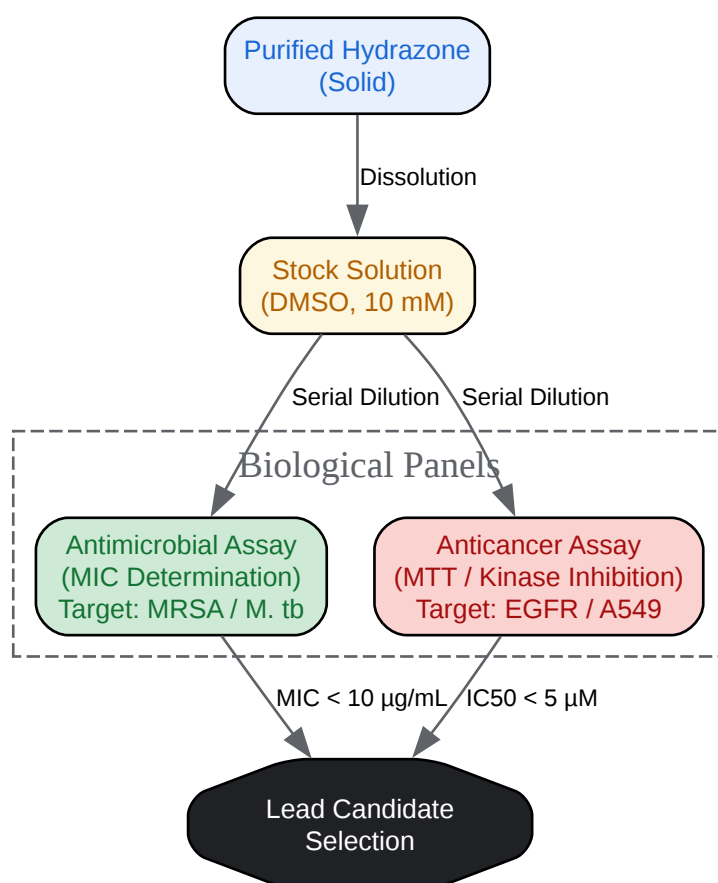 Purified Hydrazone
(Solid)
Dissolution
Stock Solution
(DMSO, 10 mM)
Serial Dilution
Serial Dilution
Biological Panels
Antimicrobial Assay
(MIC Determination)
Target: MRSA / M. tb
Anticancer Assay
(MTT / Kinase Inhibition)
Target: EGFR / A549
MIC < 10 µg/mL
IC50 < 5 µM
Lead Candidate
Selection